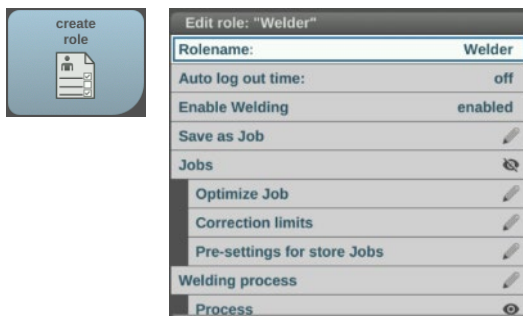 create
role
Edit role: "Welder"
Rolename: Welder
Auto log out time: off
Enable Welding enabled
Save as Job
Jobs
Optimize Job
Correction limits
Pre-settings for store Jobs
Welding process
Process